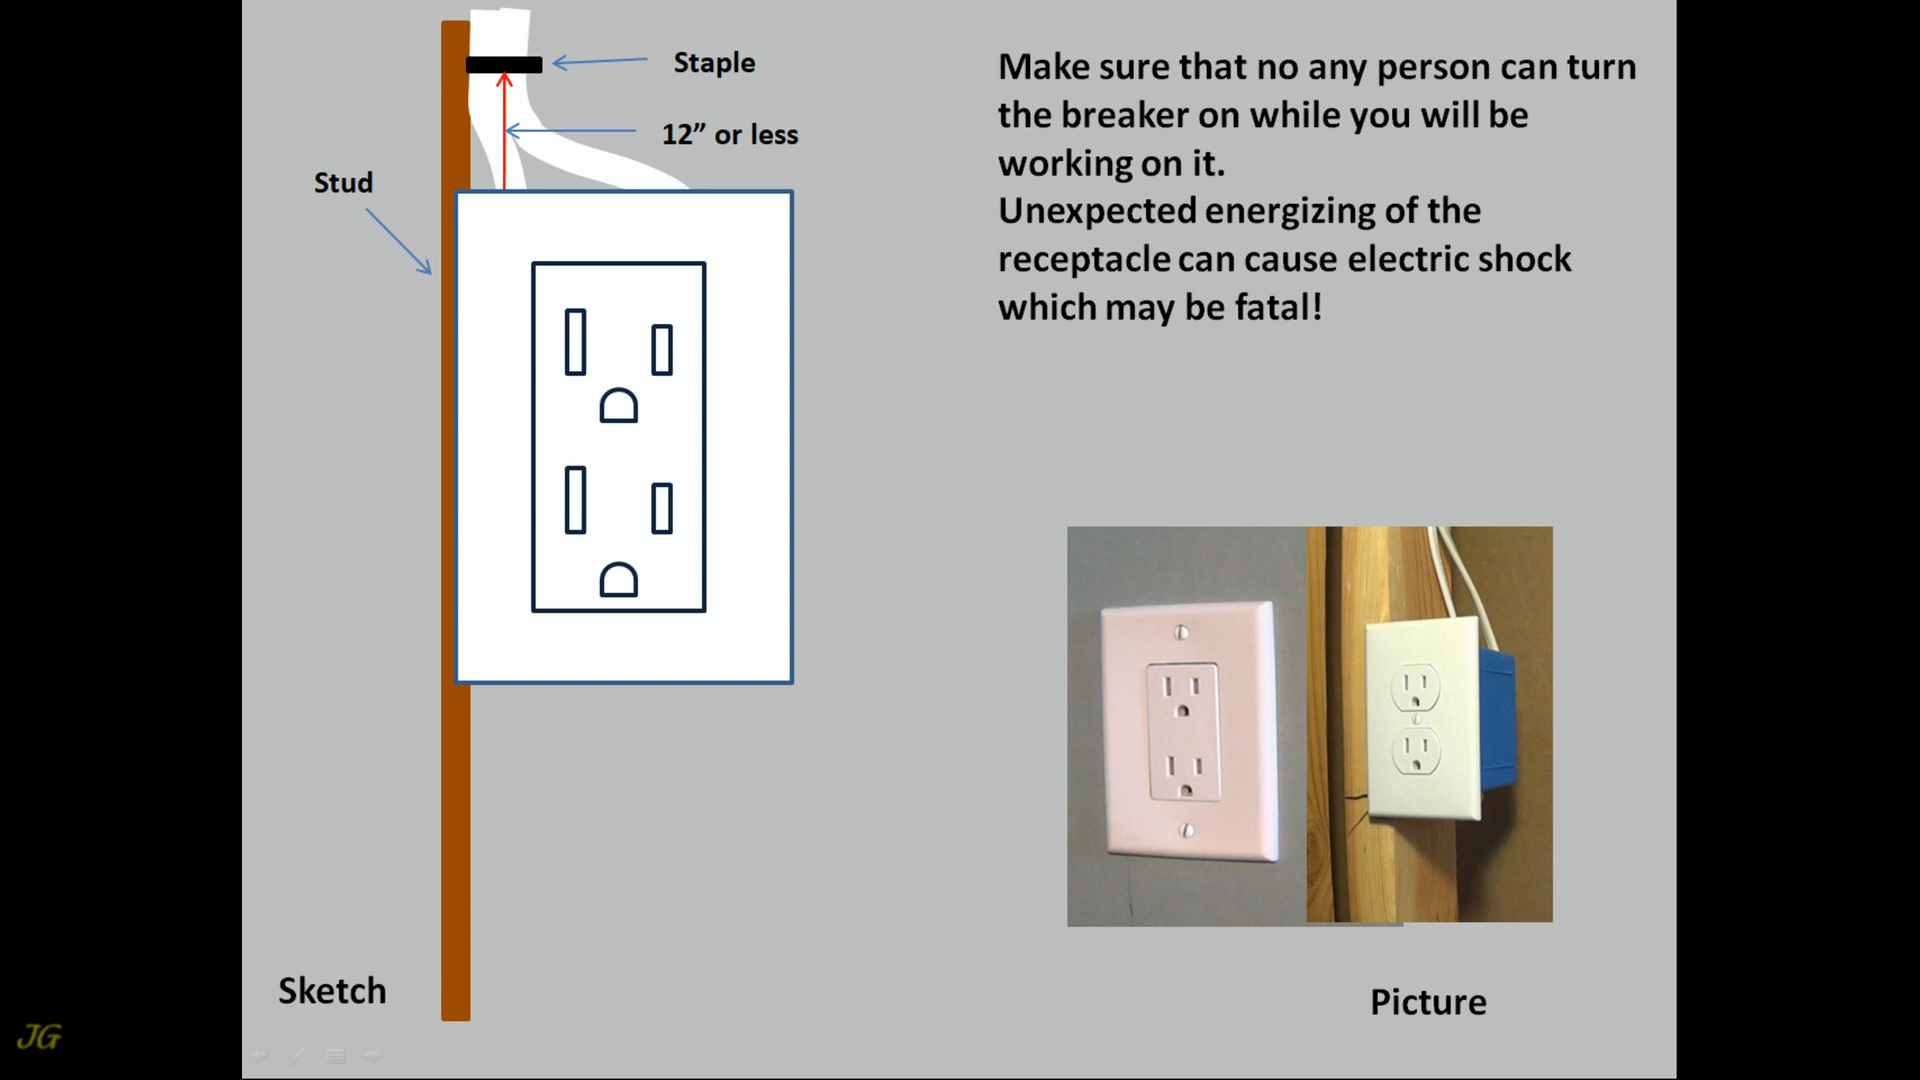 Staple
12” or less
Stud
Make sure that no any person can turn
the breaker on while you will be
working on it.
Unexpected energizing of the
receptacle can cause electric shock
which may be fatal!
Sketch
Picture
JG